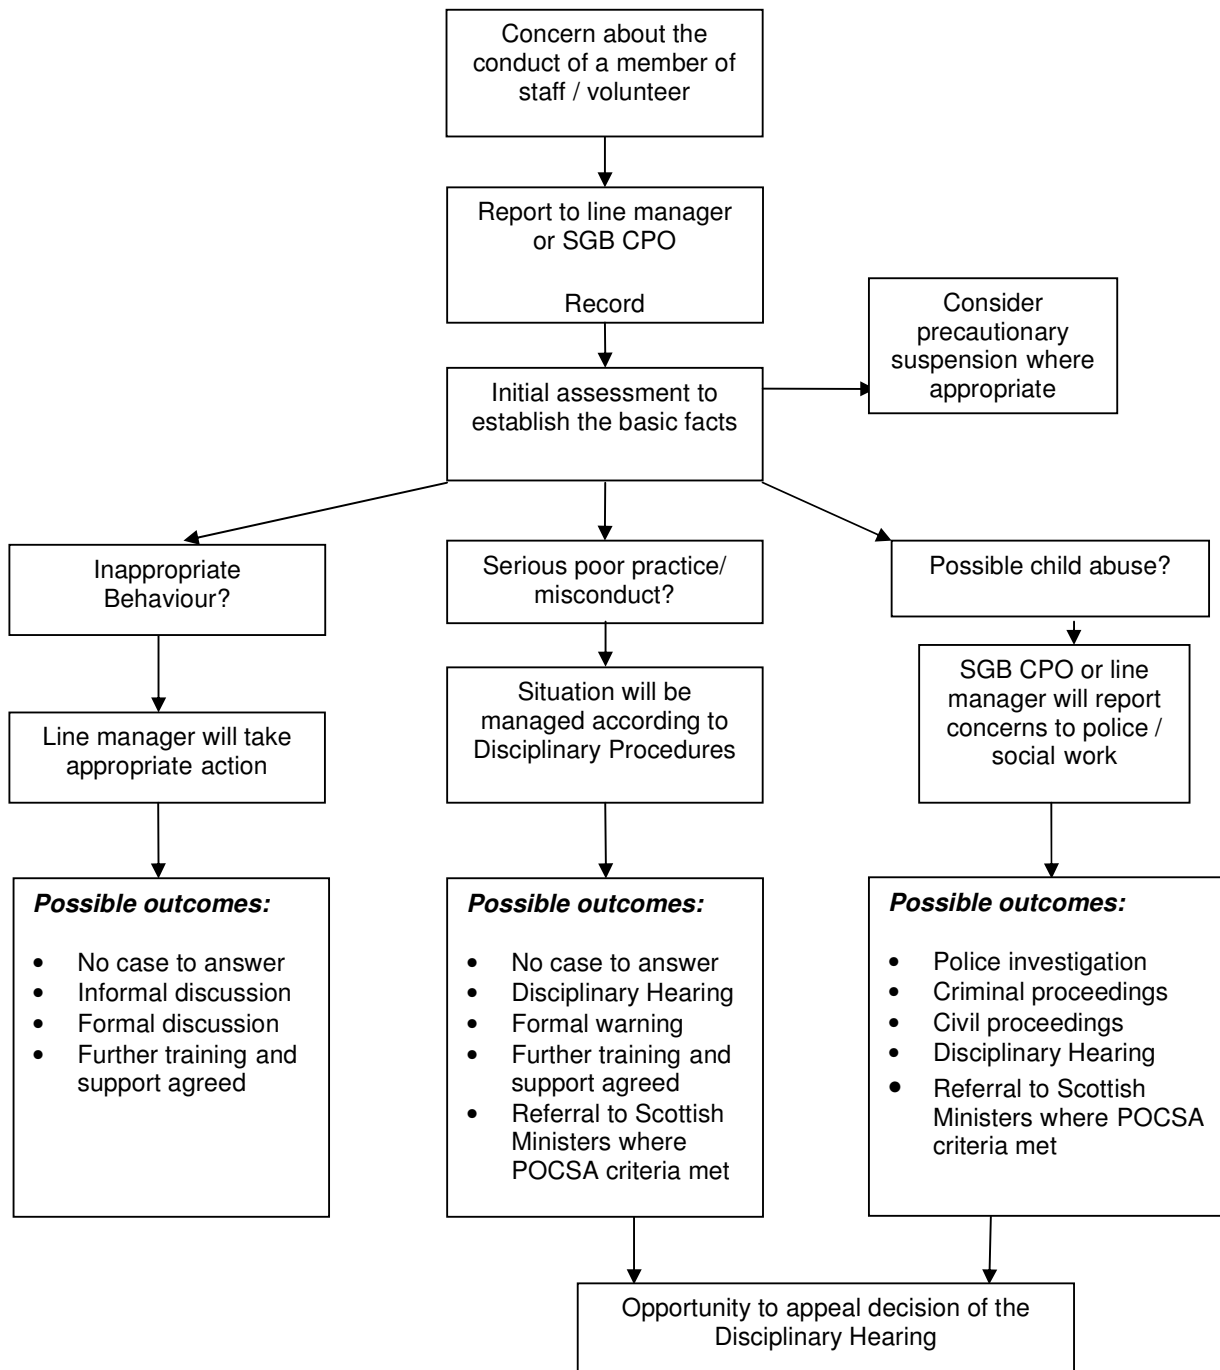 Concern about the
conduct of a member of
staff / volunteer
Report to line manager
or SGB CPO
Record
Consider
precautionary
suspension where
appropriate
Initial assessment to
establish the basic facts
Inappropriate
Behaviour?
Serious poor practice/
misconduct?
Possible child abuse?
Line manager will take
appropriate action
Situation will be
managed according to
Disciplinary Procedures
SGB CPO or line
manager will report
concerns to police /
social work
Possible outcomes:
• No case to answer
• Informal discussion
• Formal discussion
• Further training and
support agreed
Possible outcomes:
• No case to answer
• Disciplinary Hearing
• Formal warning
• Further training and
support agreed
• Referral to Scottish
Ministers where
POCSA criteria met
Possible outcomes:
• Police investigation
• Criminal proceedings
• Civil proceedings
• Disciplinary Hearing
• Referral to Scottish
Ministers where POCSA
criteria met
Opportunity to appeal decision of the
Disciplinary Hearing